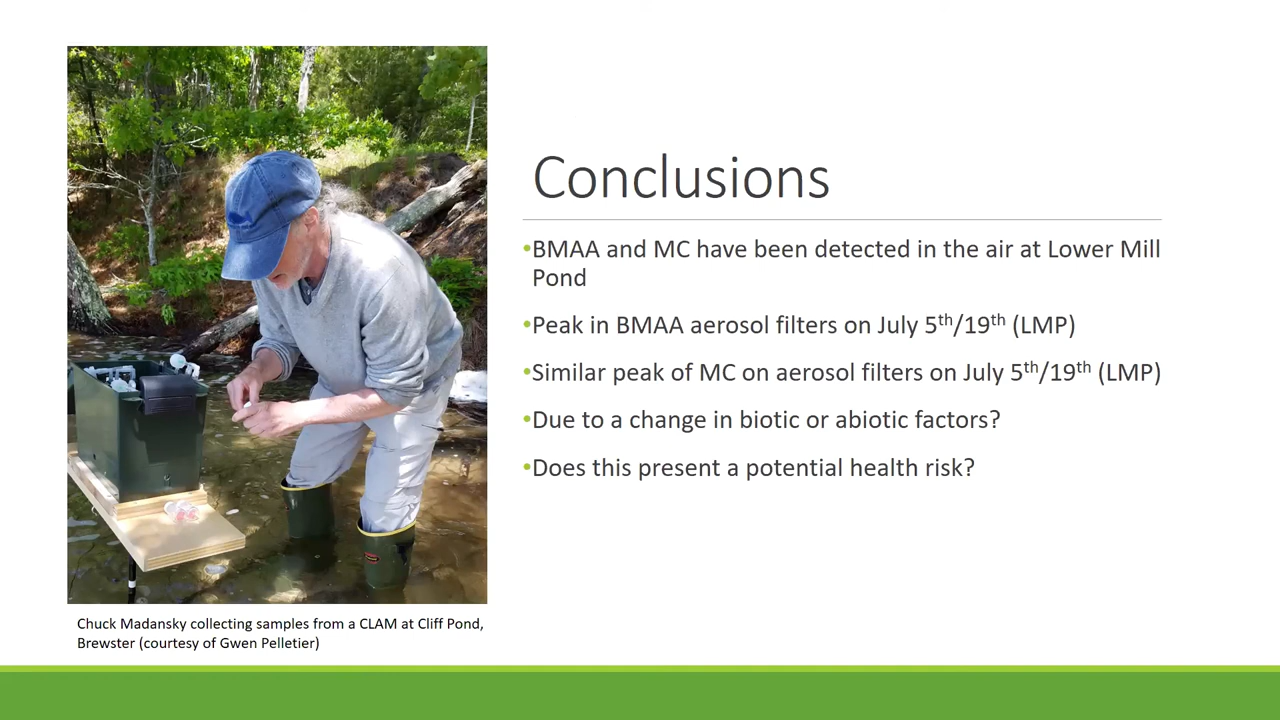 Conclusions
•BMAA and MC have been detected in the air at Lower Mill
Pond
•Peak in BMAA aerosol filters on July 5th/19th (LMP)
•Similar peak of MC on aerosol filters on July 5th/19th (LMP)
•Due to a change in biotic or abiotic factors?
•Does this present a potential health risk?
Chuck Madansky collecting samples from a CLAM at Cliff Pond,
Brewster (courtesy of Gwen Pelletier)